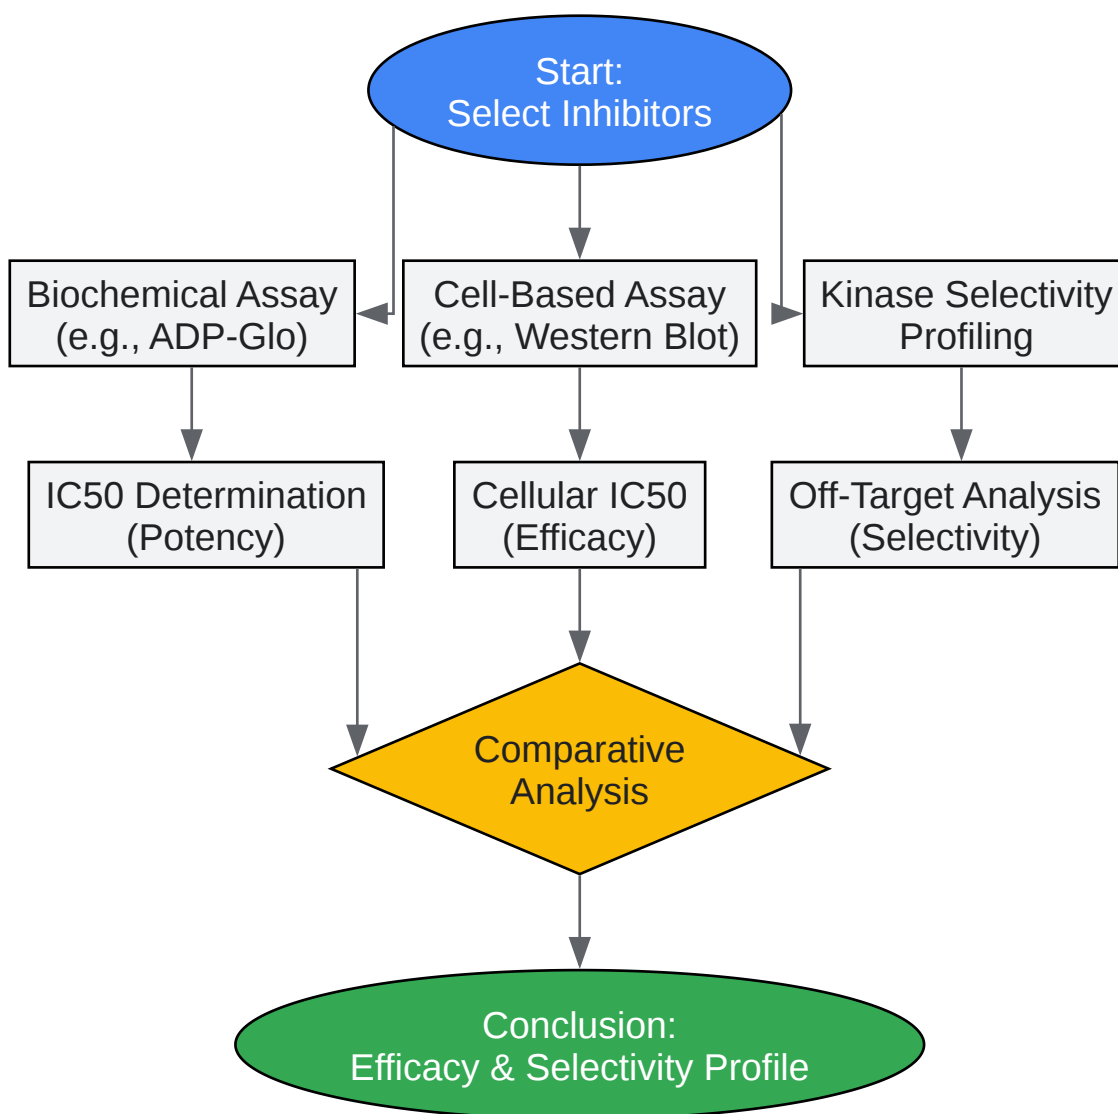 Start:
Select Inhibitors
Biochemical Assay
(e.g., ADP-Glo)
Cell-Based Assay
(e.g., Western Blot)
Kinase Selectivity
Profiling
IC50 Determination
(Potency)
Cellular IC50
(Efficacy)
Off-Target Analysis
(Selectivity)
Comparative
Analysis
Conclusion:
Efficacy & Selectivity Profile